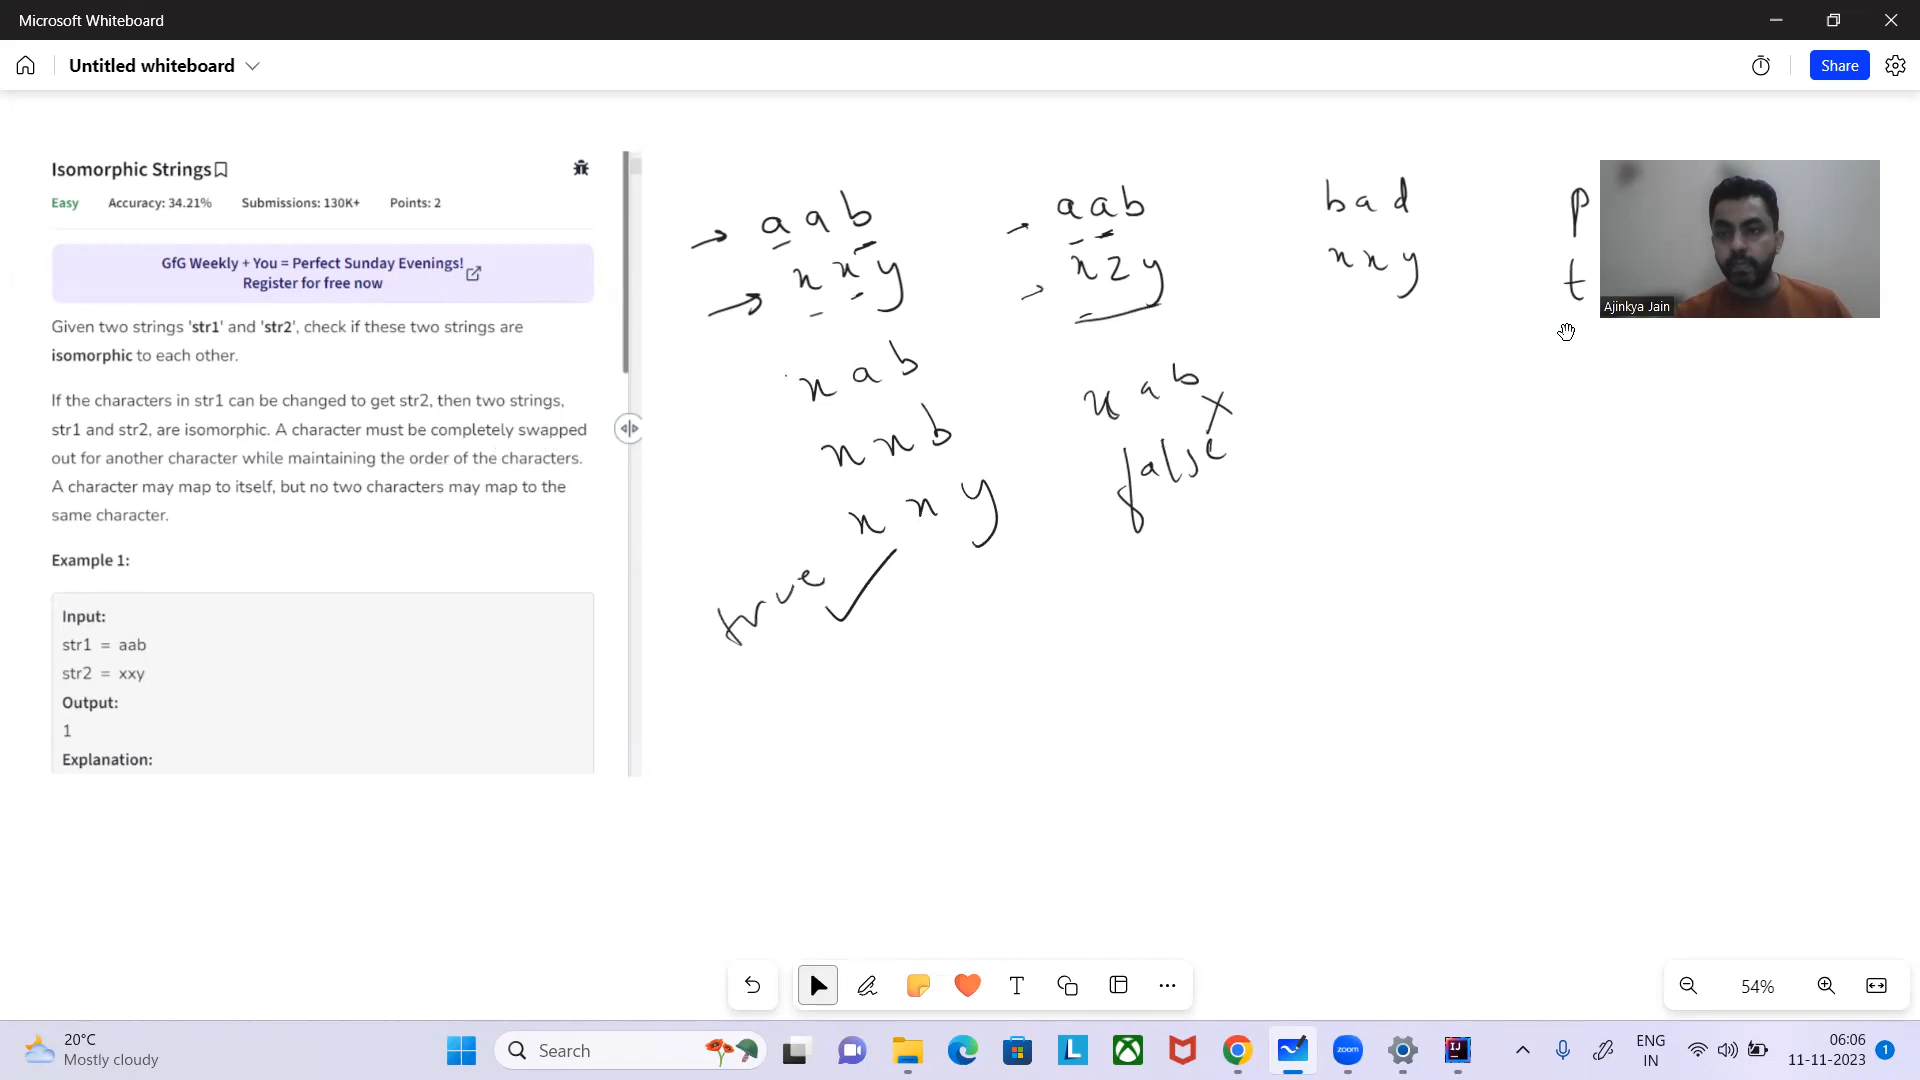 Microsoft Whiteboard
Untitled whiteboard
Share
Isomorphic Strings
Easy Accuracy: 34.21% Submissions: 130K+ Points: 2
GfG Weekly + You = Perfect Sunday Evenings!
Register for free now
Given two strings 'str1' and 'str2', check if these two strings are
isomorphic to each other.
If the characters in str1 can be changed to get str2, then two strings,
str1 and str2, are isomorphic. A character must be completely swapped
out for another character while maintaining the order of the characters.
A character may map to itself, but no two characters may map to the
same character.
Example 1:
Input:
str1 = aab
str2 = xxy
Output:
1
Explanation:
a a b
x x y
x a b
x x b
x x y
true
a a b
x z y
x a b
false
b a d
x x y
p
t
Ajinkya Jain
54%
20°C
Mostly cloudy
Search
zoom
ENG
IN
06:06
11-11-2023
1